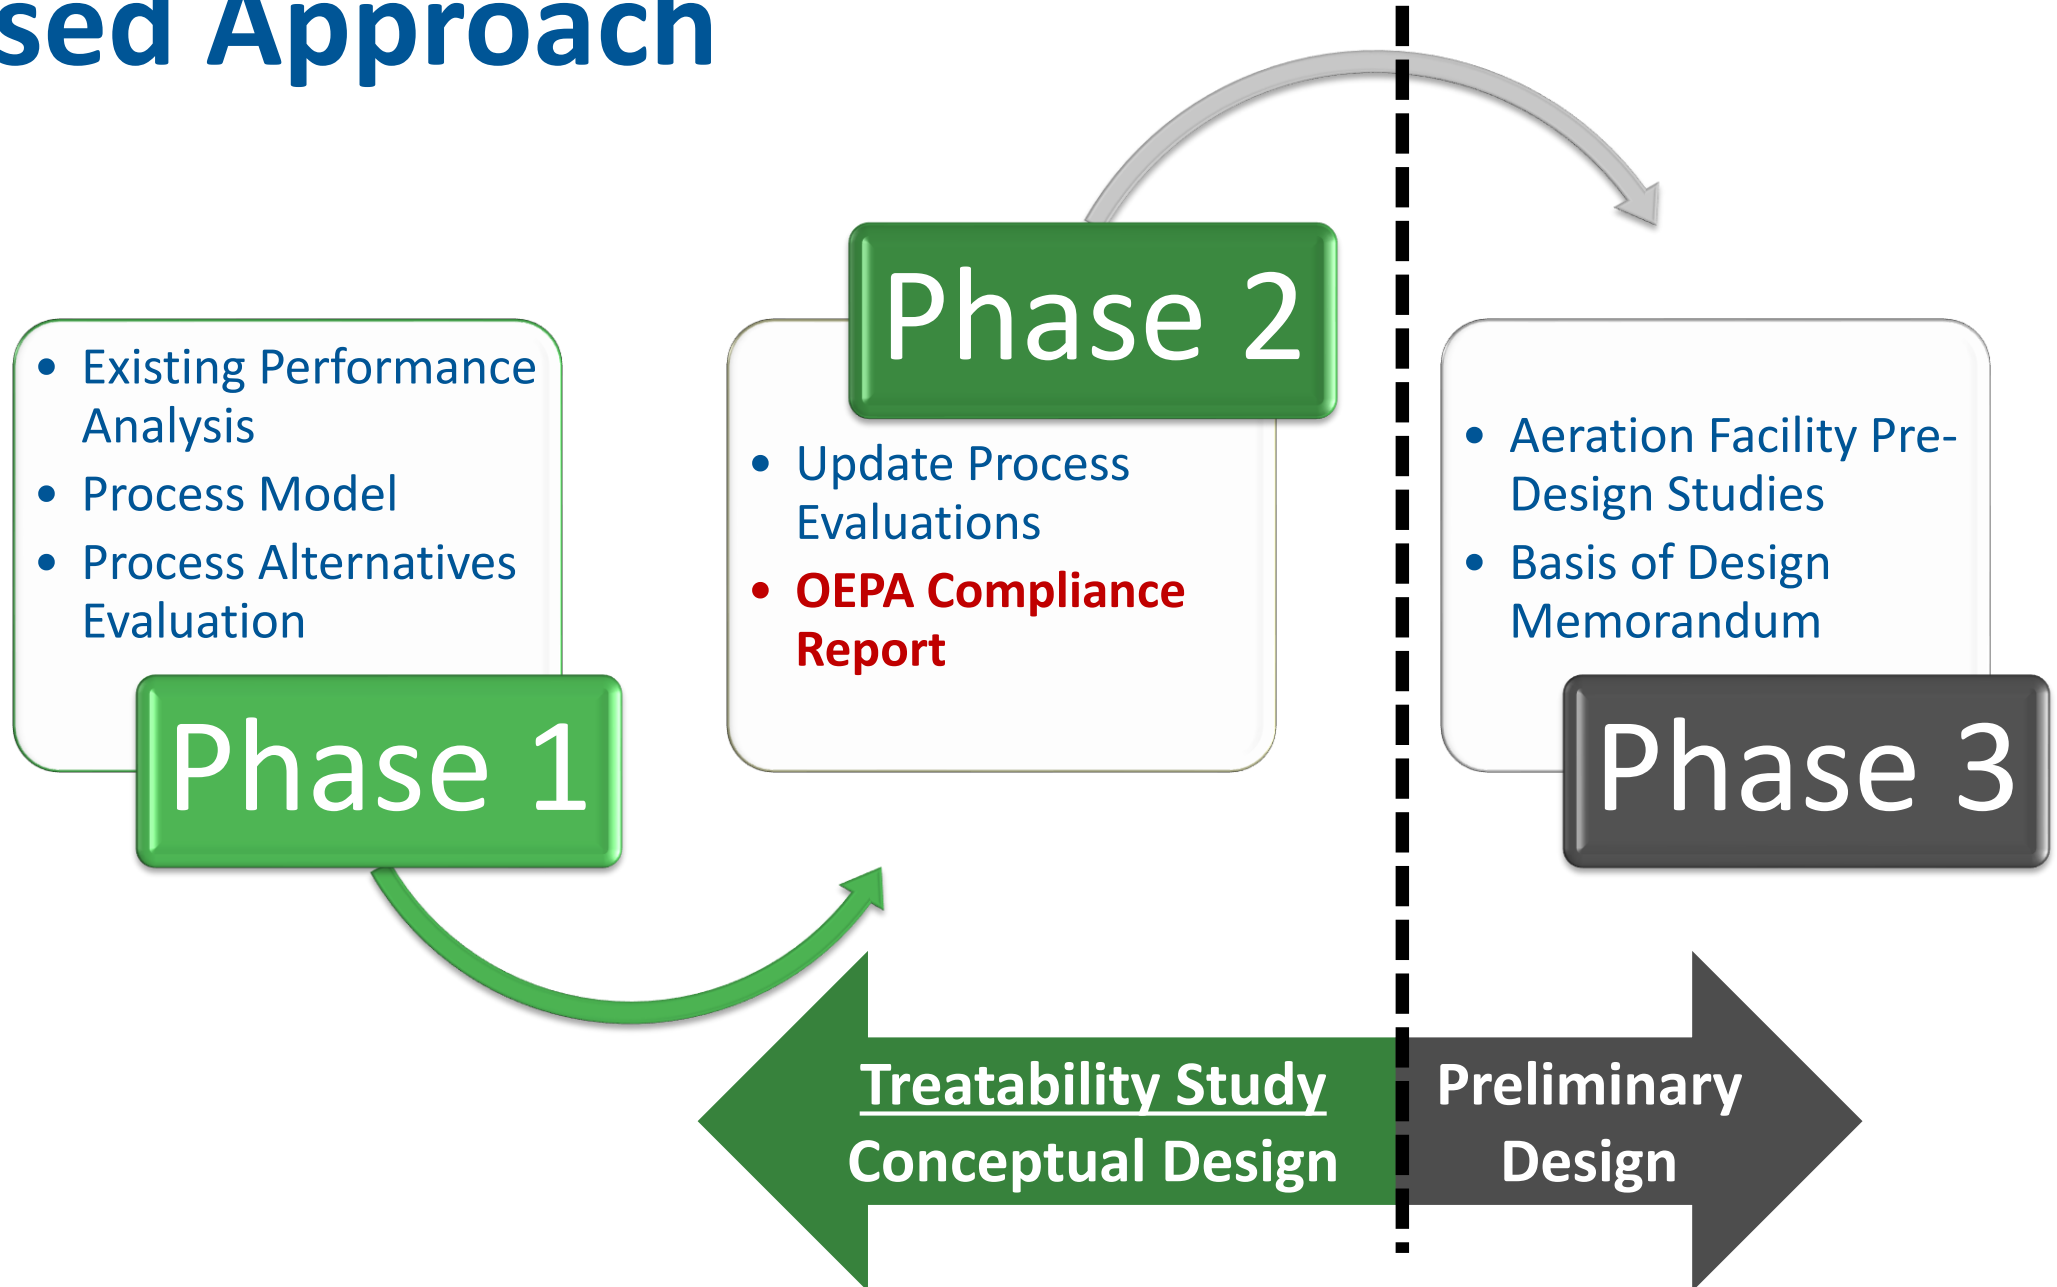 sed Approach
• Existing Performance
Analysis
• Process Model
• Process Alternatives
Evaluation
Phase 1
Phase 2
• Update Process
Evaluations
• OEPA Compliance
Report
• Aeration Facility Pre-
Design Studies
• Basis of Design
Memorandum
Phase 3
Treatability Study
Conceptual Design
Preliminary
Design